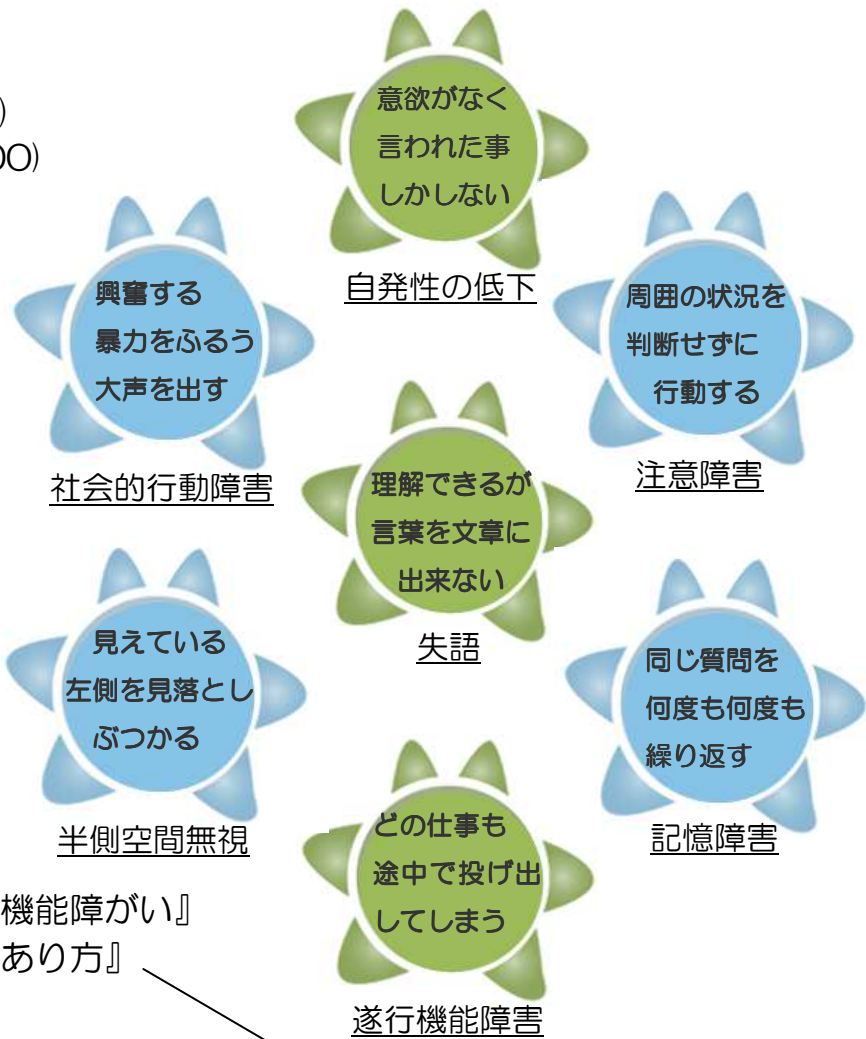 )
00)
意欲がなく
言われた事
しかしない
自発性の低下
興奮する
暴力をふるう
大声を出す
社会的行動障害
周囲の状況を
判断せずに
行動する
注意障害
理解できるが
言葉を文章に
出来ない
失語
見えている
左側を見落とし
ぶつかる
半側空間無視
同じ質問を
何度も何度も
繰り返す
記憶障害
どの仕事も
途中で投げ出
してしまう
遂行機能障害
機能障がい』
あり方』